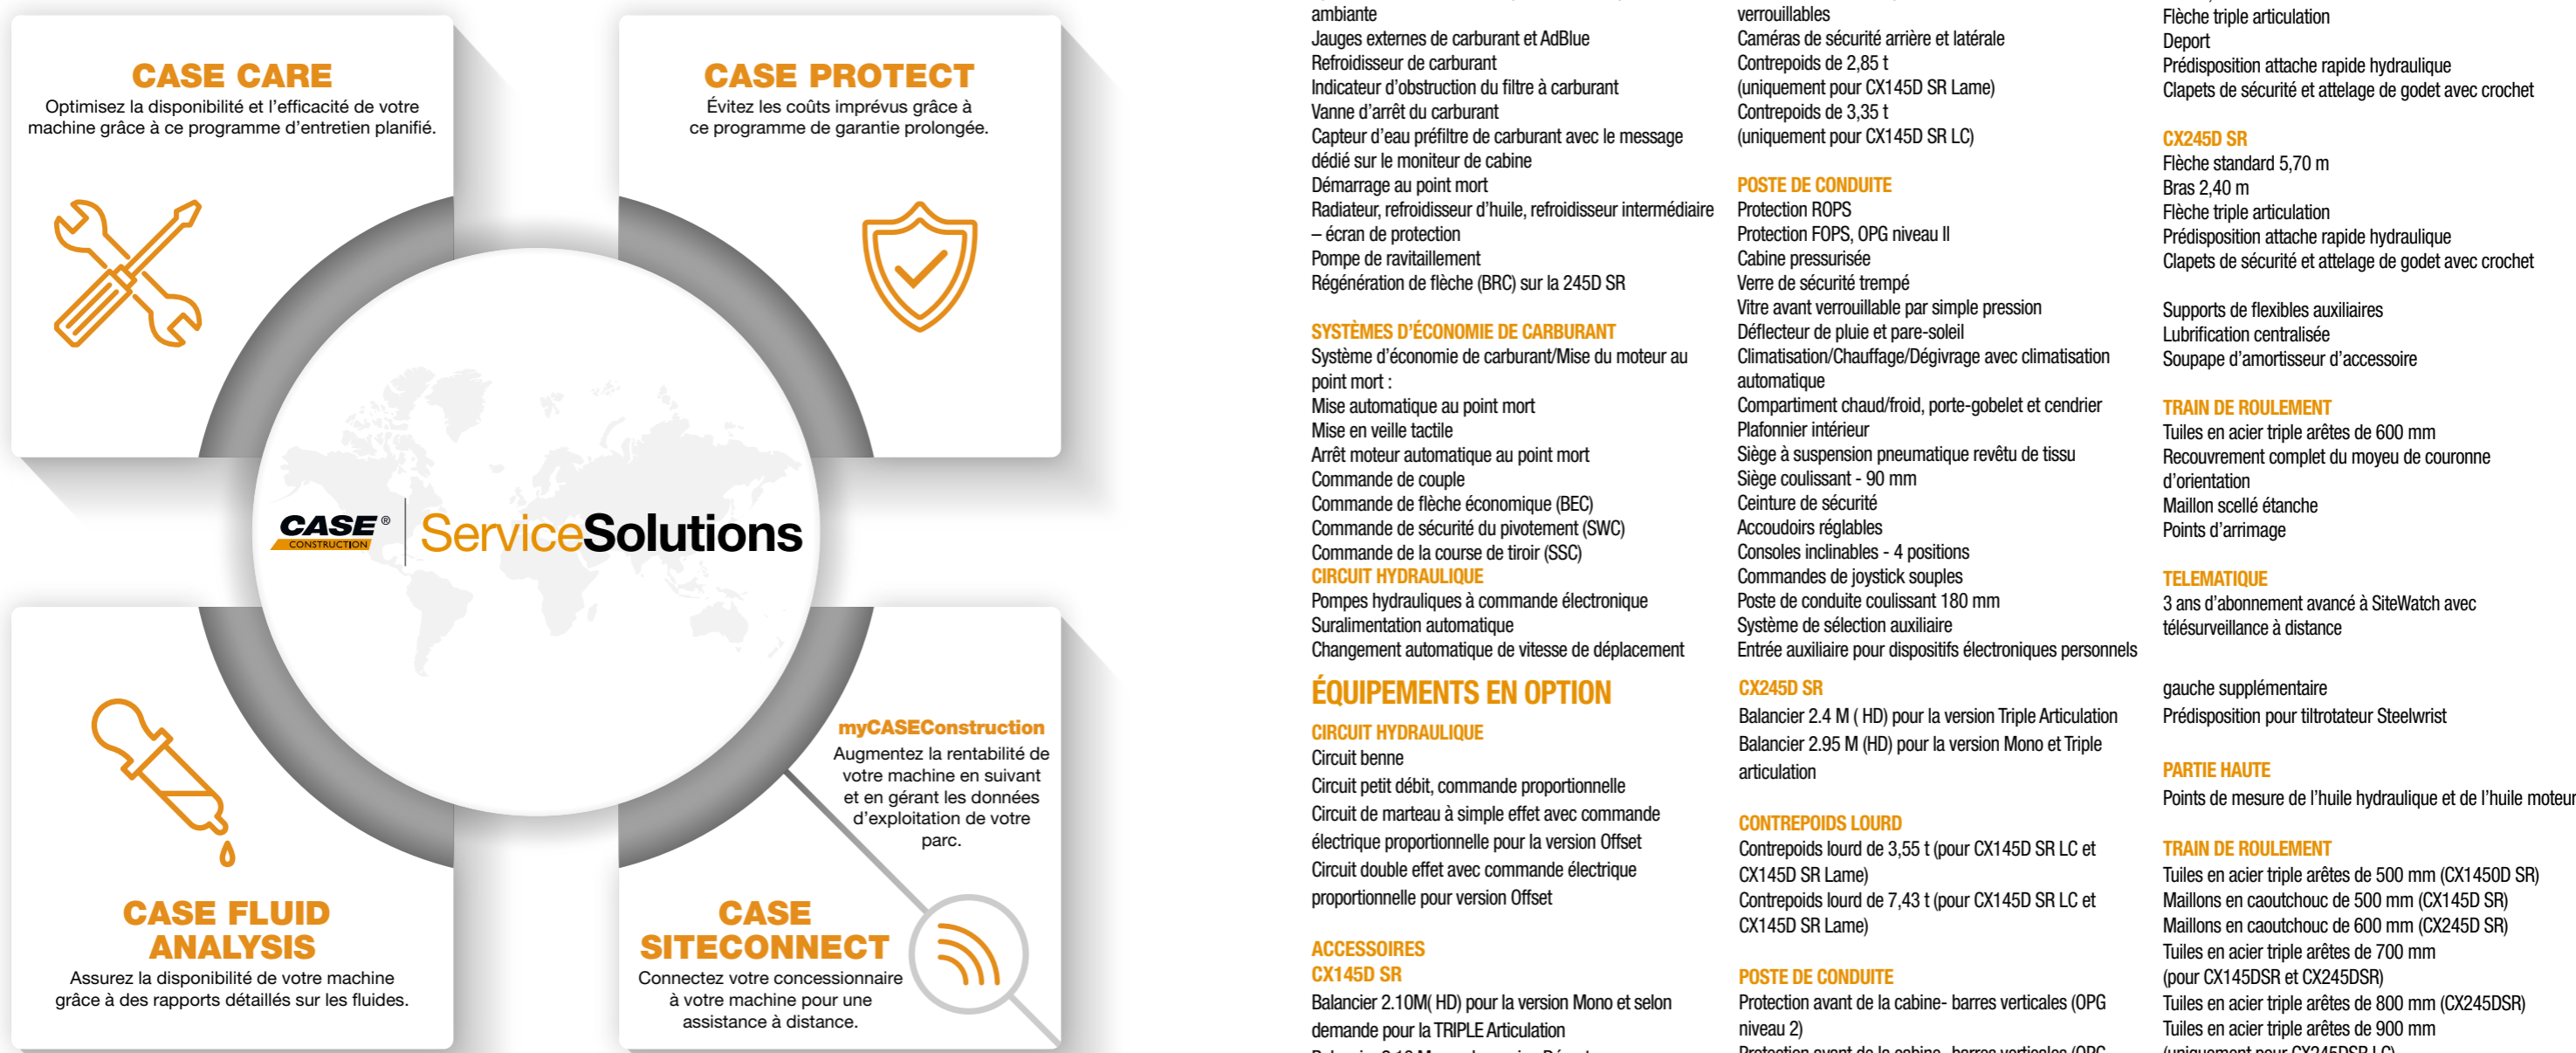 CASE CARE
Optimisez la disponibilité et l'efficacité de votre
machine grâce à ce programme d'entretien planifié.
CASE PROTECT
Évitez les coûts imprévus grâce à
ce programme de garantie prolongée.
CASE ®
CONSTRUCTION
ServiceSolutions
CASE FLUID
ANALYSIS
Assurez la disponibilité de votre machine
grâce à des rapports détaillés sur les fluides.
myCASEConstruction
Augmentez la rentabilité de
votre machine en suivant
et en gérant les données
d'exploitation de votre
parc.
CASE
SITECONNECT
Connectez votre concessionnaire
à votre machine pour une
assistance à distance.
ambiante
Jauges externes de carburant et AdBlue
Refroidisseur de carburant
Indicateur d'obstruction du filtre à carburant
Vanne d'arrêt du carburant
Capteur d'eau préfiltre de carburant avec le message
dédié sur le moniteur de cabine
Démarrage au point mort
Radiateur, refroidisseur d'huile, refroidisseur intermédiaire
– écran de protection
Pompe de ravitaillement
Régénération de flèche (BRC) sur la 245D SR
SYSTÈMES D'ÉCONOMIE DE CARBURANT
Système d'économie de carburant/Mise du moteur au
point mort :
Mise automatique au point mort
Mise en veille tactile
Arrêt moteur automatique au point mort
Commande de couple
Commande de flèche économique (BEC)
Commande de sécurité du pivotement (SWC)
Commande de la course de tiroir (SSC)
CIRCUIT HYDRAULIQUE
Pompes hydrauliques à commande électronique
Suralimentation automatique
Changement automatique de vitesse de déplacement
verrouillables
Caméras de sécurité arrière et latérale
Contrepoids de 2,85 t
(uniquement pour CX145D SR Lame)
Contrepoids de 3,35 t
(uniquement pour CX145D SR LC)
POSTE DE CONDUITE
Protection ROPS
Protection FOPS, OPG niveau II
Cabine pressurisée
Verre de sécurité trempé
Vitre avant verrouillable par simple pression
Déflecteur de pluie et pare-soleil
Climatisation/Chauffage/Dégivrage avec climatisation
automatique
Compartiment chaud/froid, porte-gobelet et cendrier
Plafonnier intérieur
Siège à suspension pneumatique revêtu de tissu
Siège coulissant - 90 mm
Ceinture de sécurité
Accoudoirs réglables
Consoles inclinables - 4 positions
Commandes de joystick souples
Poste de conduite coulissant 180 mm
Système de sélection auxiliaire
Entrée auxiliaire pour dispositifs électroniques personnels
Flèche triple articulation
Deport
Prédisposition attache rapide hydraulique
Clapets de sécurité et attelage de godet avec crochet
CX245D SR
Flèche standard 5,70 m
Bras 2,40 m
Flèche triple articulation
Prédisposition attache rapide hydraulique
Clapets de sécurité et attelage de godet avec crochet
Supports de flexibles auxiliaires
Lubrification centralisée
Soupape d'amortisseur d'accessoire
TRAIN DE ROULEMENT
Tuiles en acier triple arêtes de 600 mm
Recouvrement complet du moyeu de couronne
d'orientation
Maillon scellé étanche
Points d'arrimage
TELEMATIQUE
3 ans d'abonnement avancé à SiteWatch avec
télésurveillance à distance
ÉQUIPEMENTS EN OPTION
CIRCUIT HYDRAULIQUE
Circuit benne
Circuit petit débit, commande proportionnelle
Circuit de marteau à simple effet avec commande
électrique proportionnelle pour la version Offset
Circuit double effet avec commande électrique
proportionnelle pour version Offset
ACCESSOIRES
CX145D SR
Balancier 2.10M( HD) pour la version Mono et selon
demande pour la TRIPLE Articulation
CX245D SR
Balancier 2.4 M ( HD) pour la version Triple Articulation
Balancier 2.95 M (HD) pour la version Mono et Triple
articulation
CONTREPOIDS LOURD
Contrepoids lourd de 3,55 t (pour CX145D SR LC et
CX145D SR Lame)
Contrepoids lourd de 7,43 t (pour CX145D SR LC et
CX145D SR Lame)
POSTE DE CONDUITE
Protection avant de la cabine- barres verticales (OPG
niveau 2)
Protection avant de la cabine- barres verticales (OPG
gauche supplémentaire
Prédisposition pour tiltrotateur Steelwrist
PARTIE HAUTE
Points de mesure de l'huile hydraulique et de l'huile moteur
TRAIN DE ROULEMENT
Tuiles en acier triple arêtes de 500 mm (CX1450D SR)
Maillons en caoutchouc de 500 mm (CX145D SR)
Maillons en caoutchouc de 600 mm (CX245D SR)
Tuiles en acier triple arêtes de 700 mm
(pour CX145DSR et CX245DSR)
Tuiles en acier triple arêtes de 800 mm (CX245DSR)
Tuiles en acier triple arêtes de 900 mm
(uniquement pour CX245DSR LC)